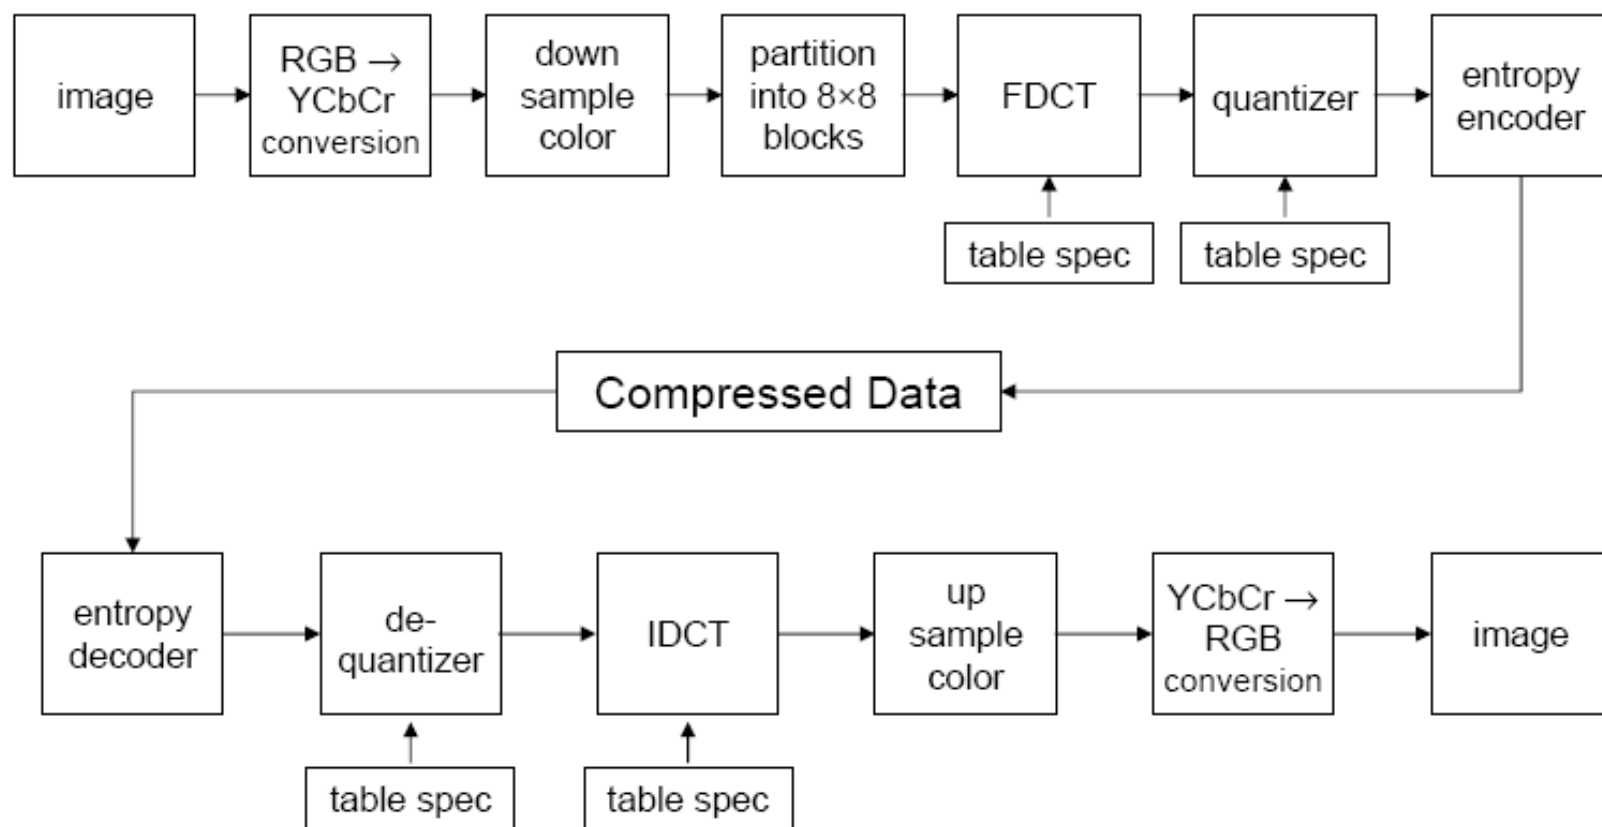 image
RGB →
YCbCr
conversion
down
sample
color
partition
into 8×8
blocks
FDCT
quantizer
entropy
encoder
table spec
table spec
Compressed Data
entropy
decoder
de-
quantizer
IDCT
up
sample
color
YCbCr →
RGB
conversion
image
table spec
table spec